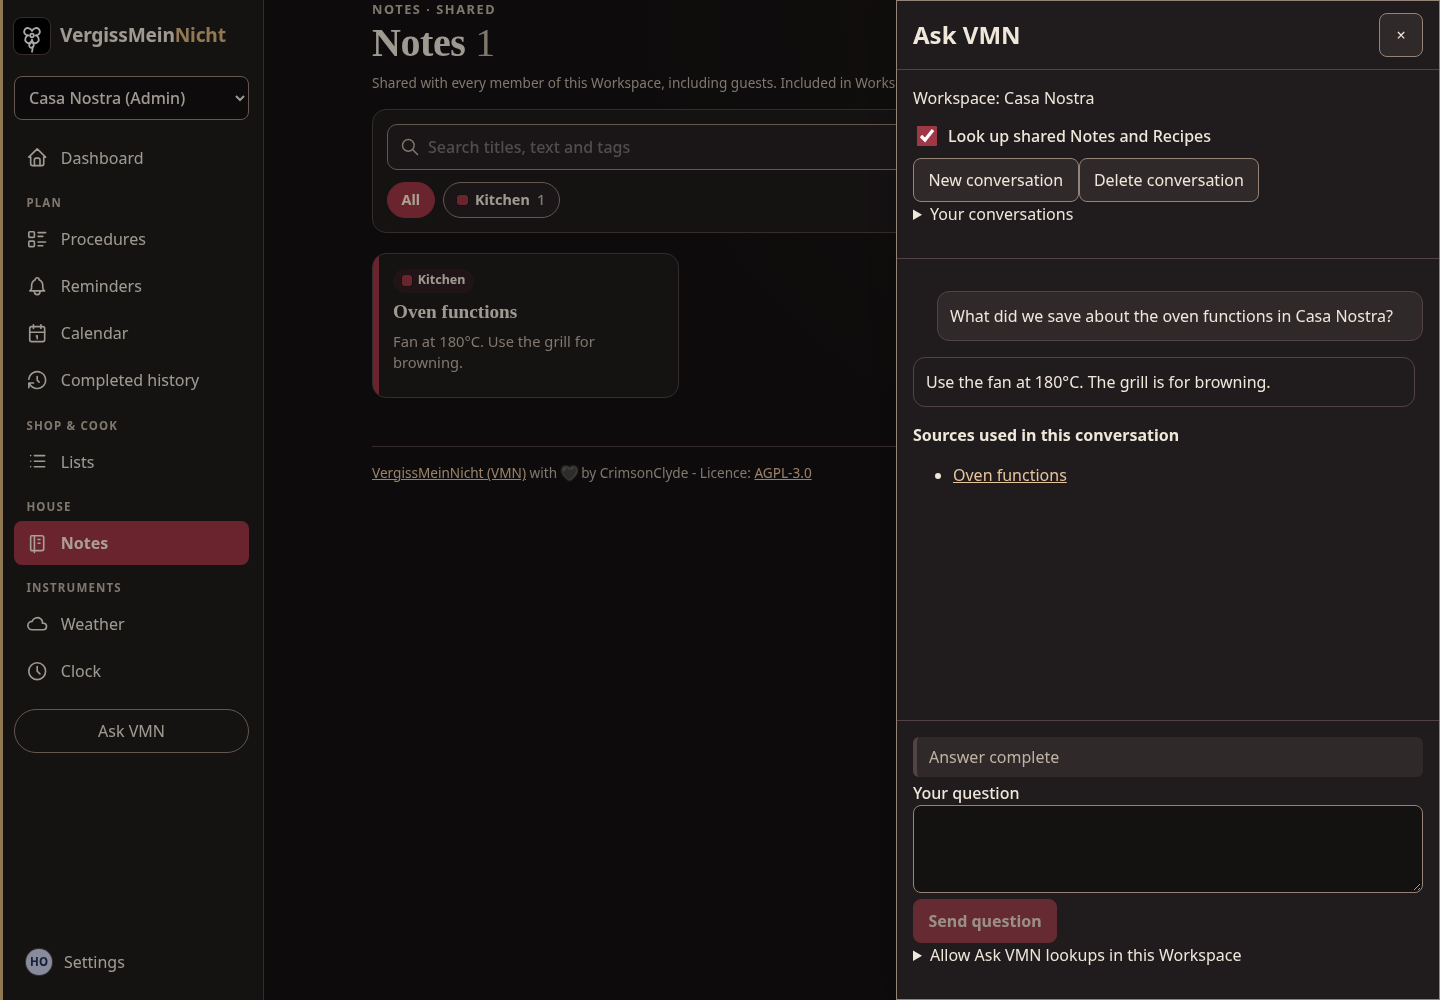 VergissMeinNicht
Casa Nostra (Admin)
Dashboard
PLAN
Procedures
Reminders
Calendar
Completed history
SHOP & COOK
Lists
HOUSE
Notes
INSTRUMENTS
Weather
Clock
Ask VMN
HO Settings
NOTES · SHARED
Notes 1
Shared with every member of this Workspace, including guests. Included in Works
Search titles, text and tags
All
Kitchen 1
Kitchen
Oven functions
Fan at 180°C. Use the grill for
browning.
VergissMeinNicht (VMN) with 🖤 by CrimsonClyde - Licence: AGPL-3.0
Ask VMN
×
Workspace: Casa Nostra
Look up shared Notes and Recipes
New conversation
Delete conversation
Your conversations
What did we save about the oven functions in Casa Nostra?
Use the fan at 180°C. The grill is for browning.
Sources used in this conversation
Oven functions
Answer complete
Your question
Send question
Allow Ask VMN lookups in this Workspace